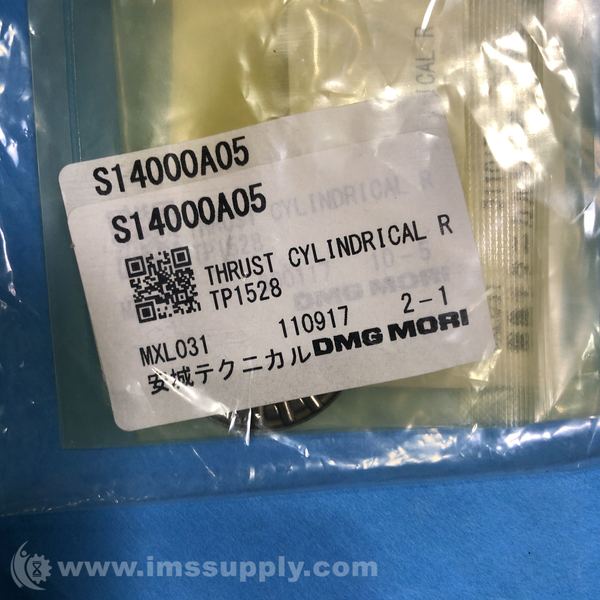 S14000A05
S14000A05
THRUST CYLINDRICAL R
TP1528
MXL031 110917 2-1
安城テクニカル DMG MORI
www.imssupply.com